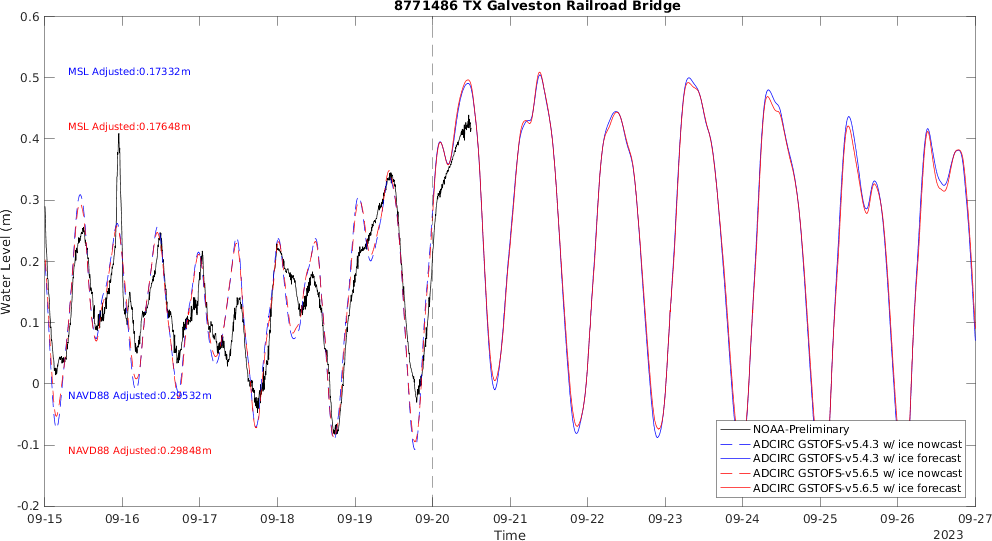 8771486 TX Galveston Railroad Bridge
0.6
0.5
0.4
0.3
0.2
0.1
0
-0.1
-0.2
Water Level (m)
MSL Adjusted:0.17332m
MSL Adjusted:0.17648m
NAVD88 Adjusted:0.29532m
NAVD88 Adjusted:0.29848m
NOAA-Preliminary
ADCIRC GSTOFS-v5.4.3 w/ ice nowcast
ADCIRC GSTOFS-v5.4.3 w/ ice forecast
ADCIRC GSTOFS-v5.6.5 w/ ice nowcast
ADCIRC GSTOFS-v5.6.5 w/ ice forecast
09-15 09-16 09-17 09-18 09-19 09-20 09-21 09-22 09-23 09-24 09-25 09-26 09-27
Time
2023